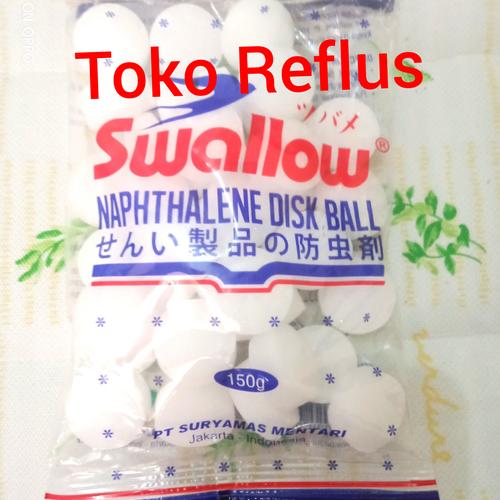 Toko Reflus
ツバメ
Swallow®
NAPHTHALENE DISK BALL
せんい製品の防虫剤
150g
PT SURYAMAS MENTARI
Jakarta - Indonesia